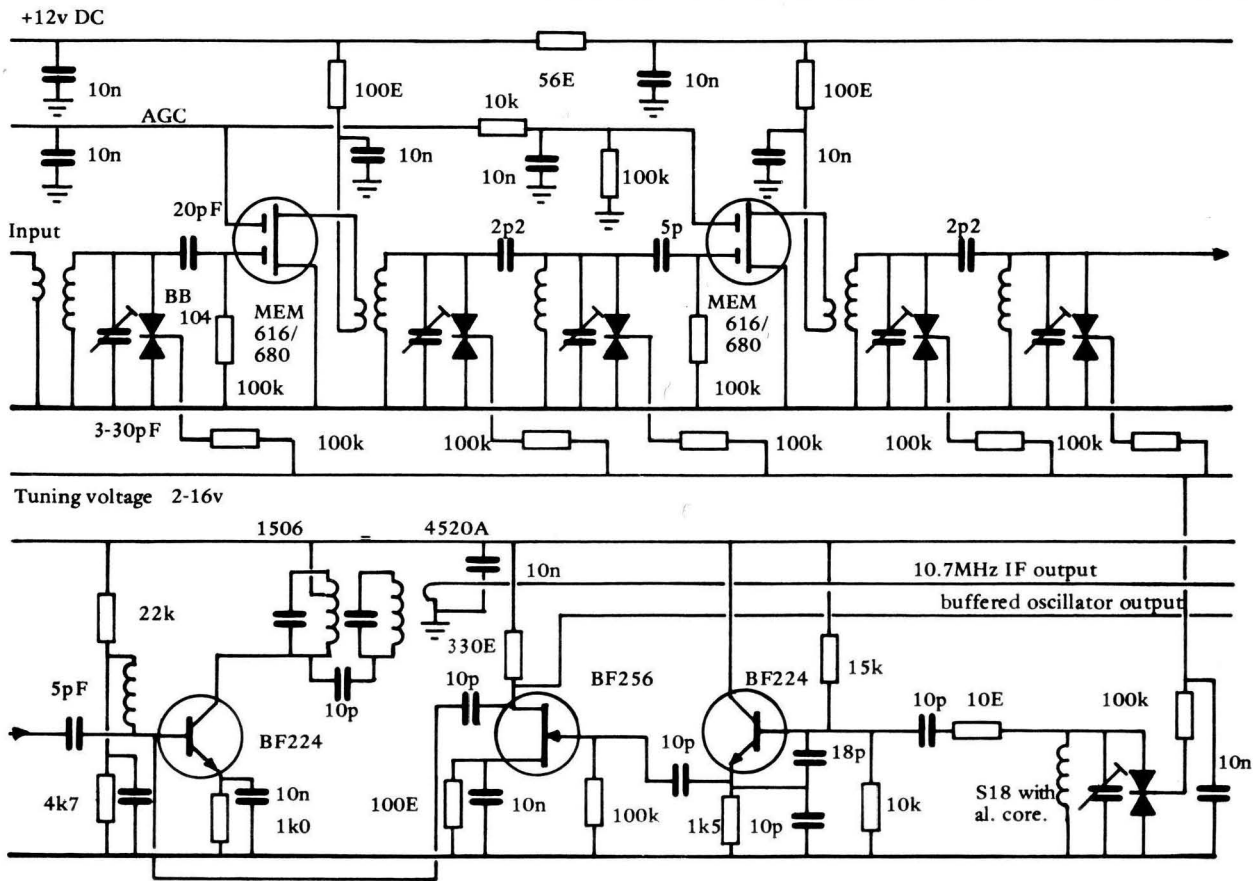 +12v DC
10n
100E
56E
10n
100E
10k
AGC
10n
10n
10n
100k
10n
20pF
Input
2p2
5p
2p2
BB
104
MEM
616/
680
MEM
616/
680
100k
100k
3-30pF
100k
100k
100k
100k
100k
Tuning voltage 2-16v
1506
=
4520A
10n
10.7MHz IF output
buffered oscillator output
22k
330E
15k
5pF
10p
10p
BF256
BF224
10p
10E
100k
BF224
10p
18p
10n
4k7
10n
1k0
100E
10n
100k
1k5
10p
10k
S18 with
al. core.